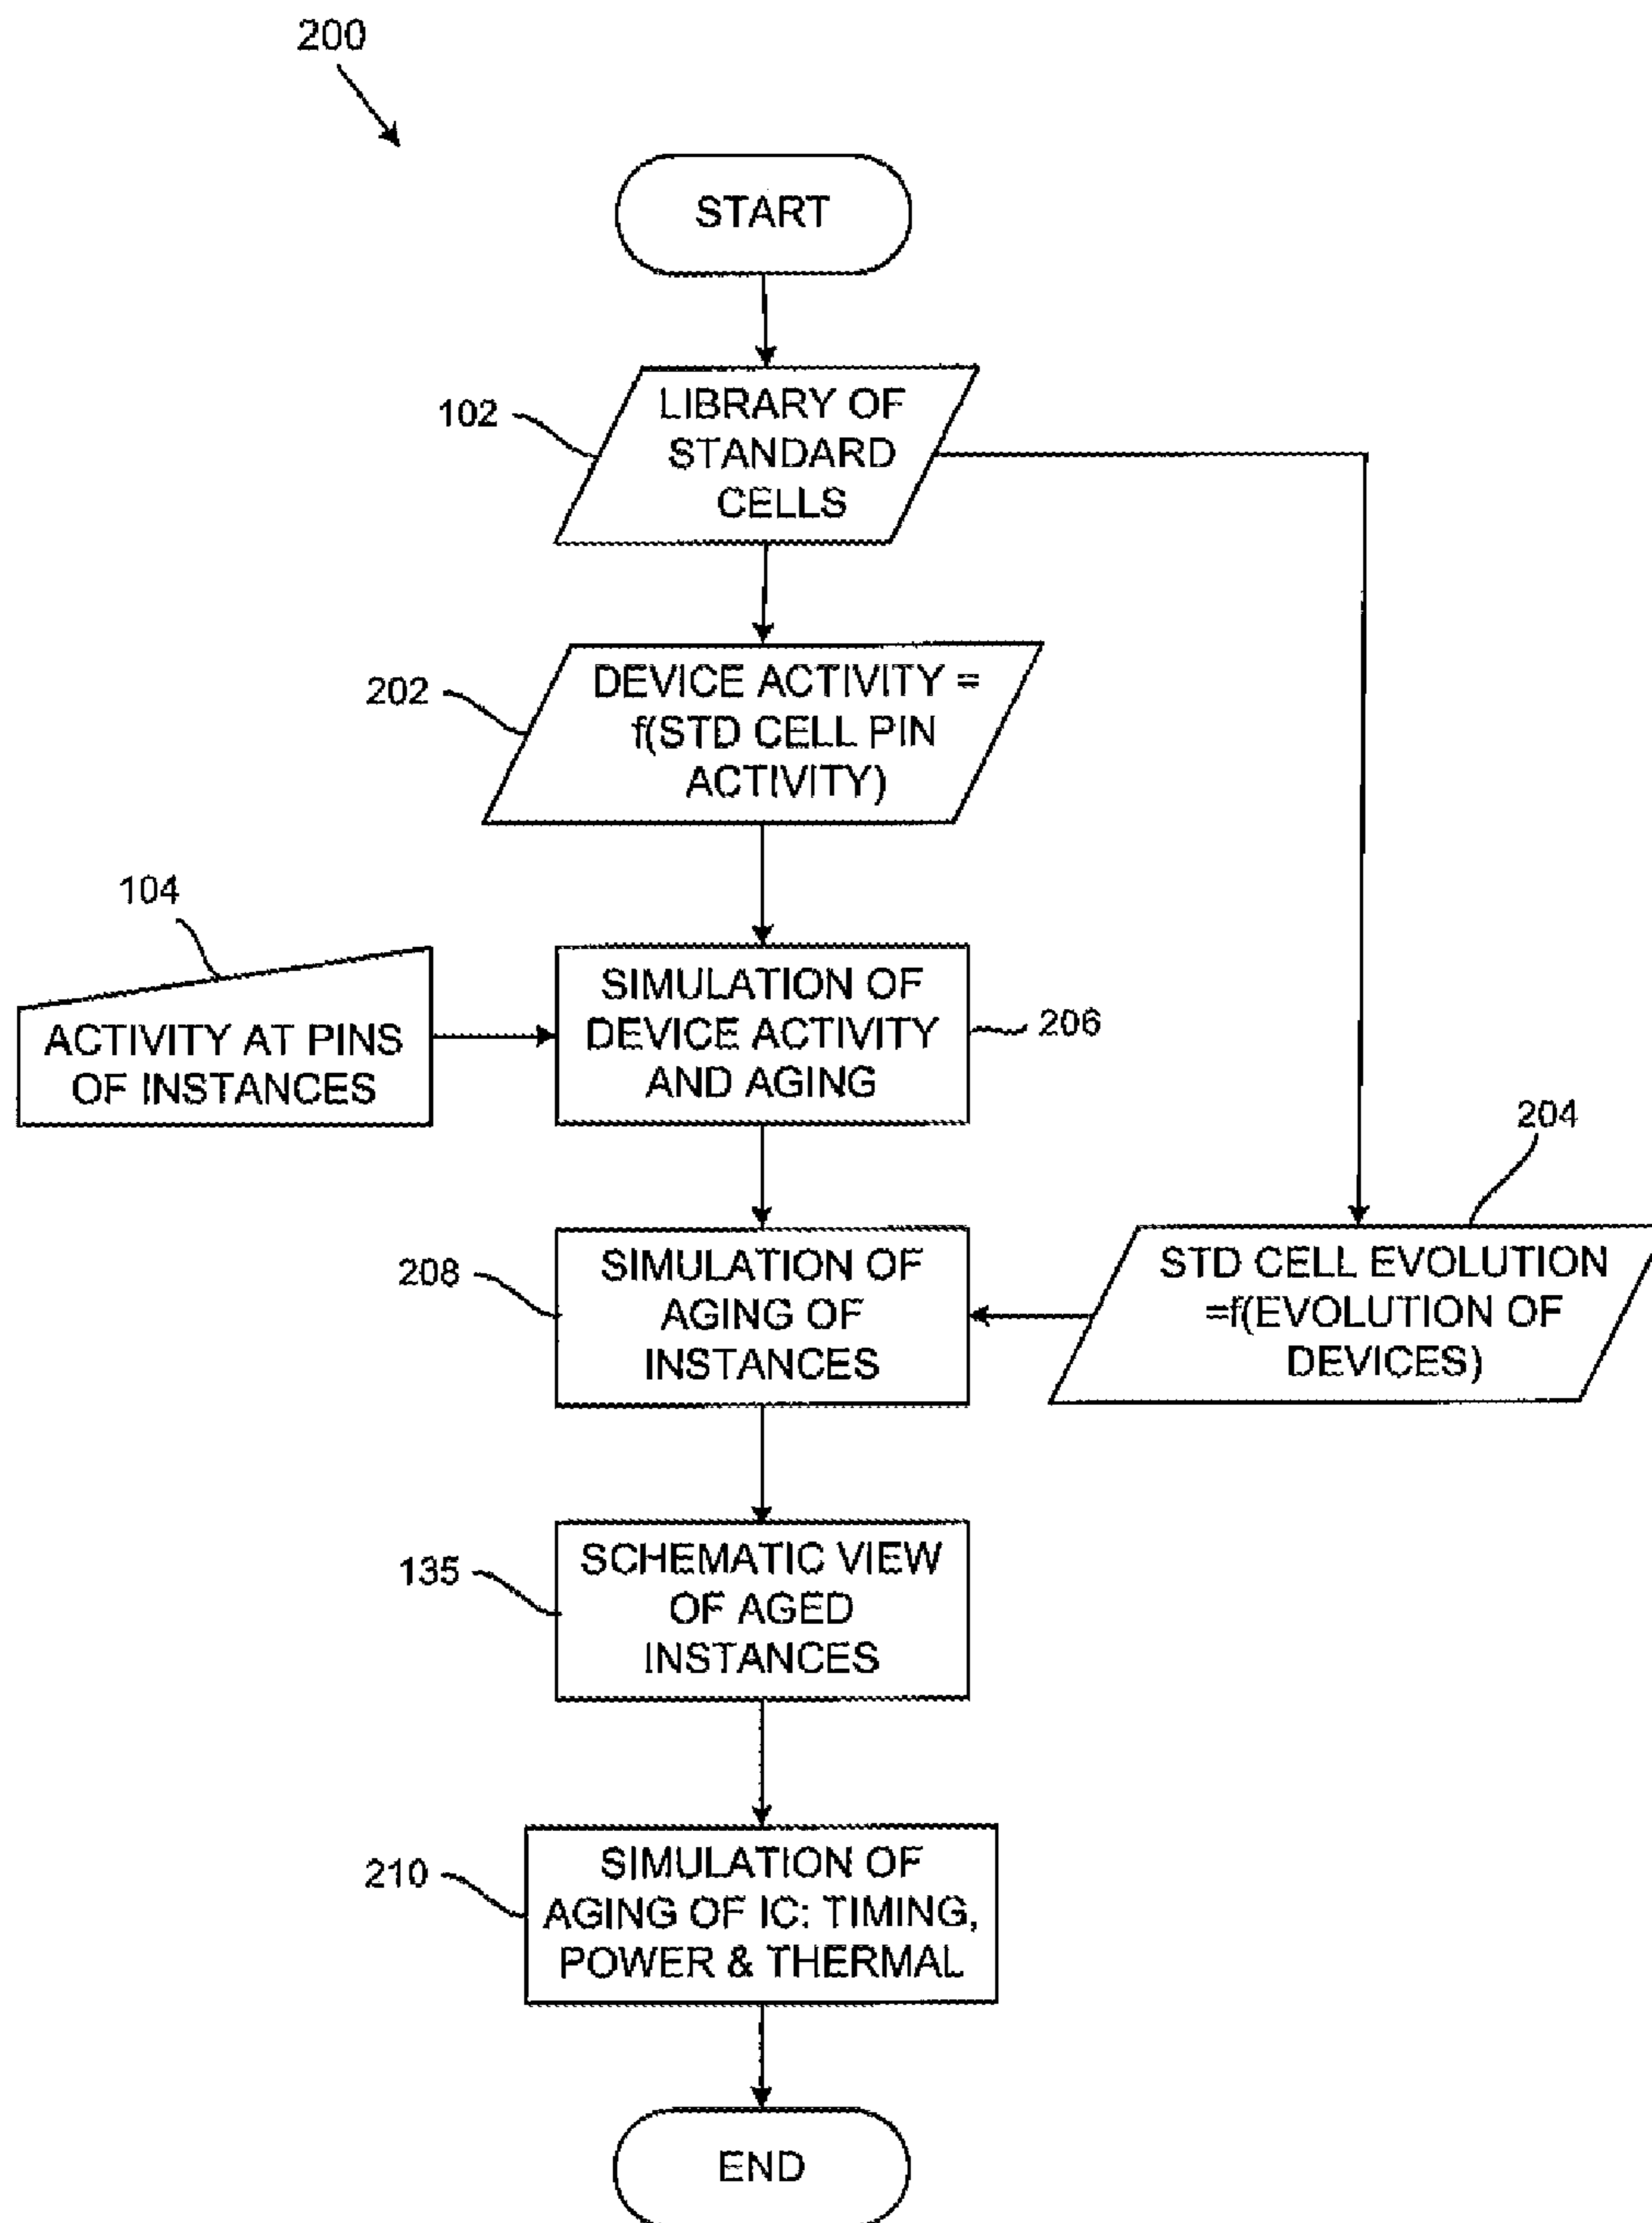 200
START
102
LIBRARY OF
STANDARD
CELLS
202
DEVICE ACTIVITY =
f(STD CELL PIN
ACTIVITY)
104
ACTIVITY AT PINS
OF INSTANCES
SIMULATION OF
DEVICE ACTIVITY
AND AGING
206
204
208
SIMULATION OF
AGING OF
INSTANCES
STD CELL EVOLUTION
=f(EVOLUTION OF
DEVICES)
135
SCHEMATIC VIEW
OF AGED
INSTANCES
210
SIMULATION OF
AGING OF IC: TIMING,
POWER & THERMAL
END